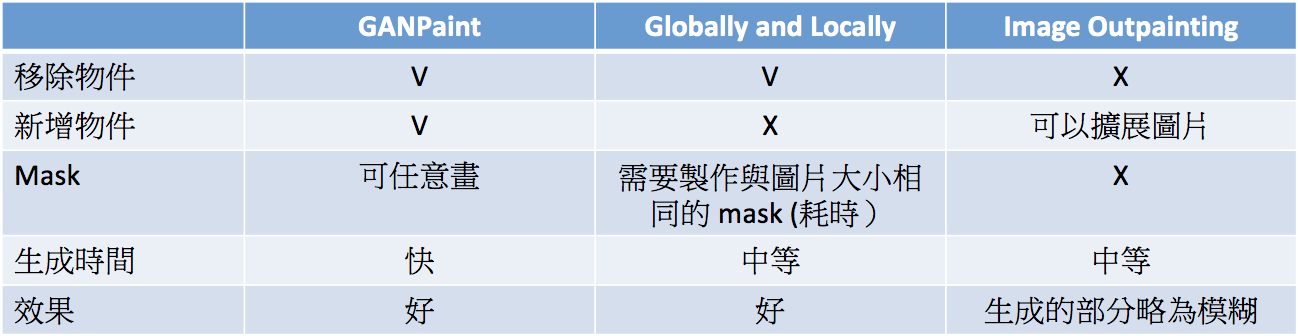 GANPaint Globally and Locally Image Outpainting
移除物件 V V X
新增物件 V X 可以擴展圖片
Mask 可任意畫 需要製作與圖片大小相 X
同的 mask (耗時）
生成時間 快 中等 中等
效果 好 好 生成的部分略為模糊